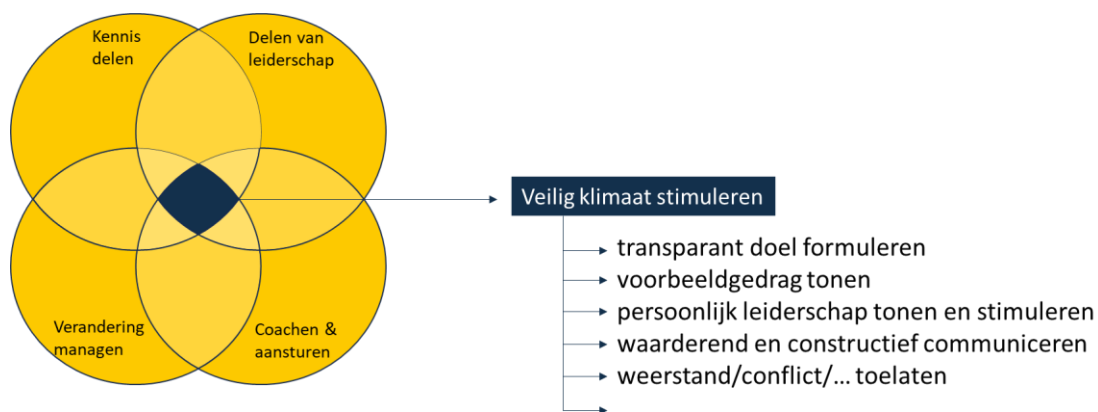 Kennis
delen
Delen van
leiderschap
Verandering
managen
Coachen &
aansturen
Veilig klimaat stimuleren
transparant doel formuleren
voorbeeldgedrag tonen
persoonlijk leiderschap tonen en stimuleren
waarderend en constructief communiceren
weerstand/conflict/... toelaten